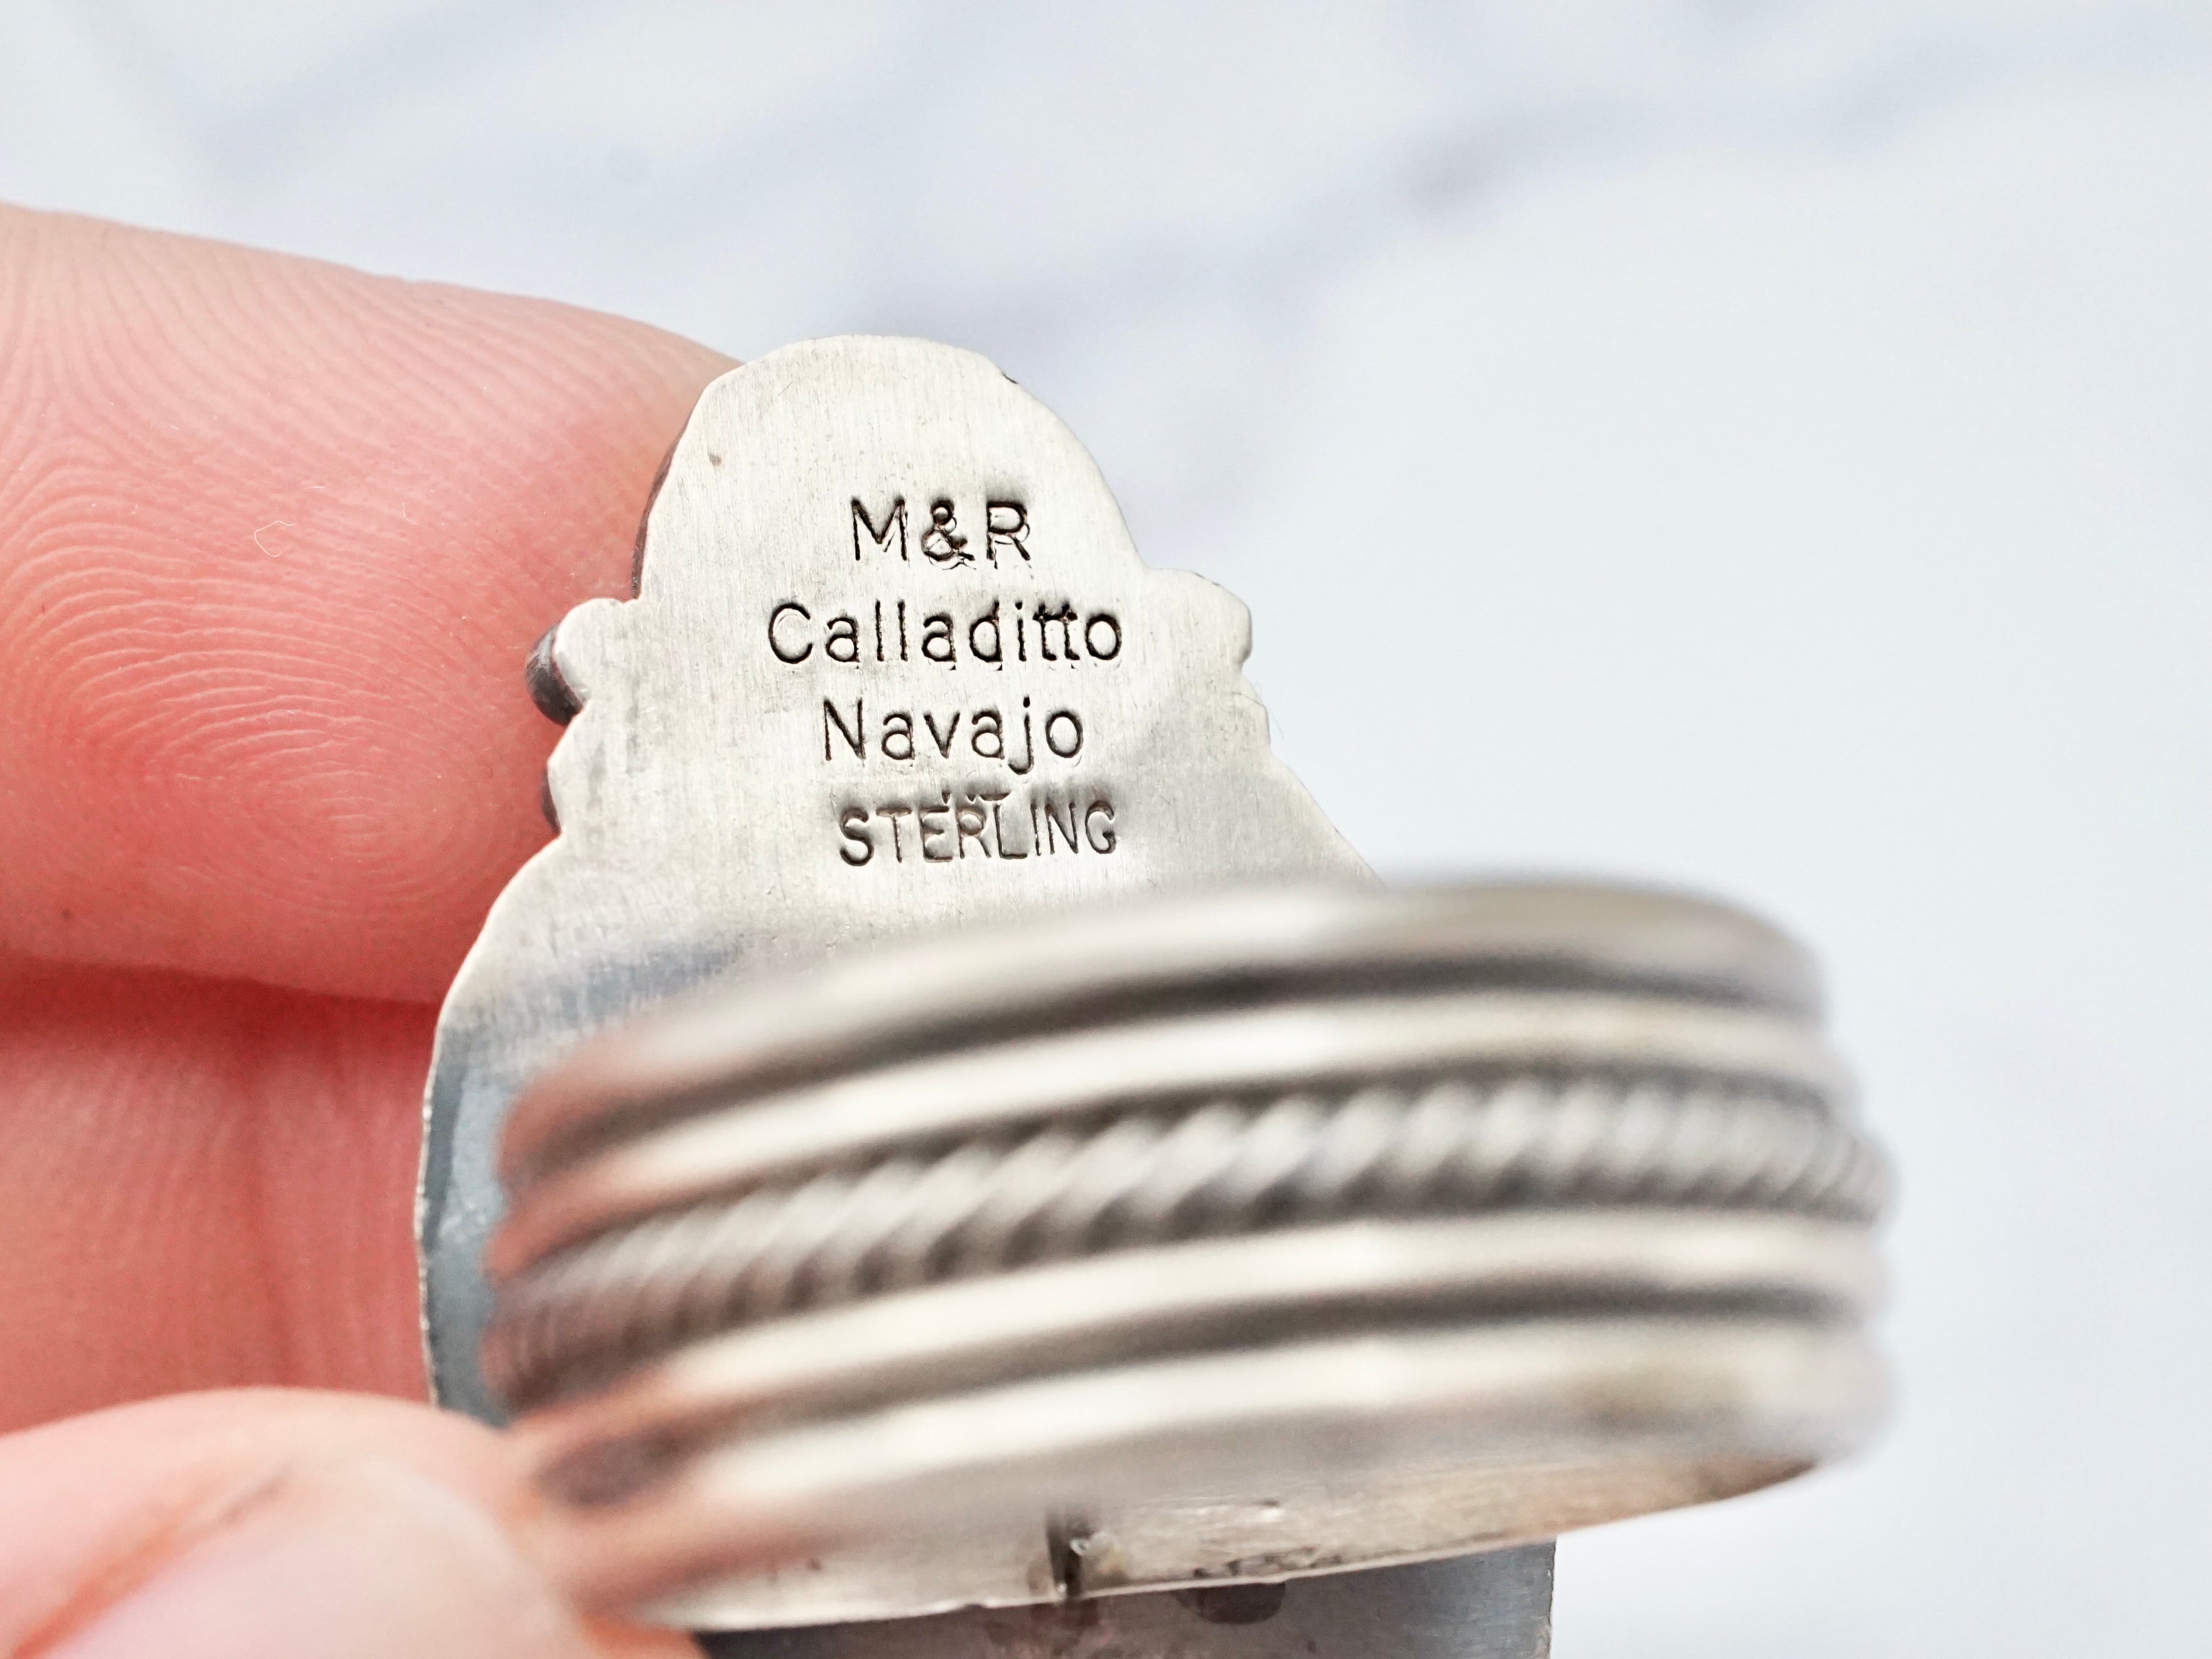 M&R
Calladitto
Navajo
STERLING